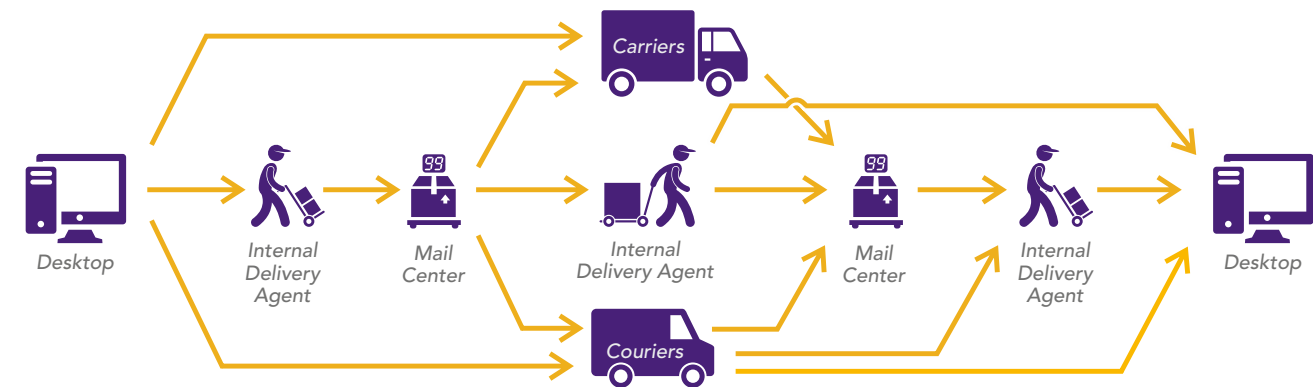 Carriers
99
99
Desktop
Internal
Delivery
Agent
Mail
Center
Internal
Delivery Agent
Mail
Center
Internal
Delivery
Agent
Desktop
Couriers